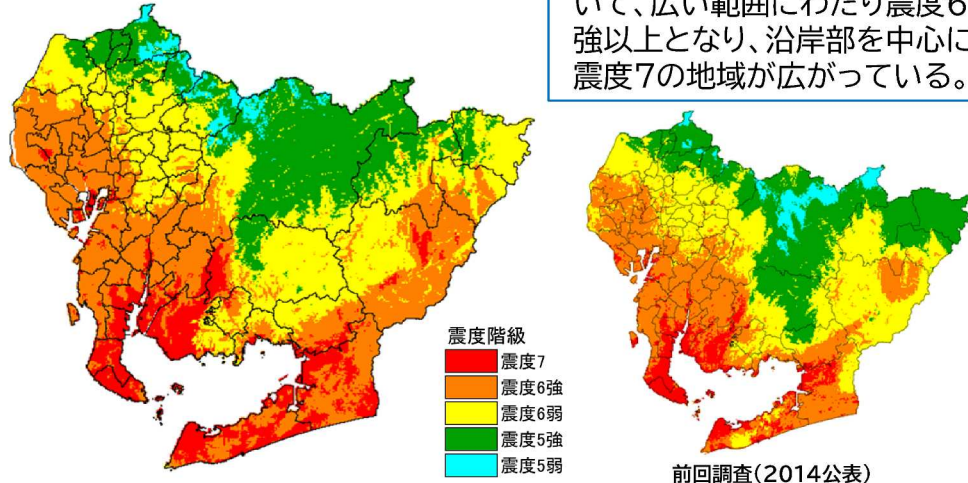 いて、広い範囲にわたり震度6
強以上となり、沿岸部を中心に
震度7の地域が広がっている。
震度階級
震度7
震度6強
震度6弱
震度5強
震度5弱
前回調査(2014公表)